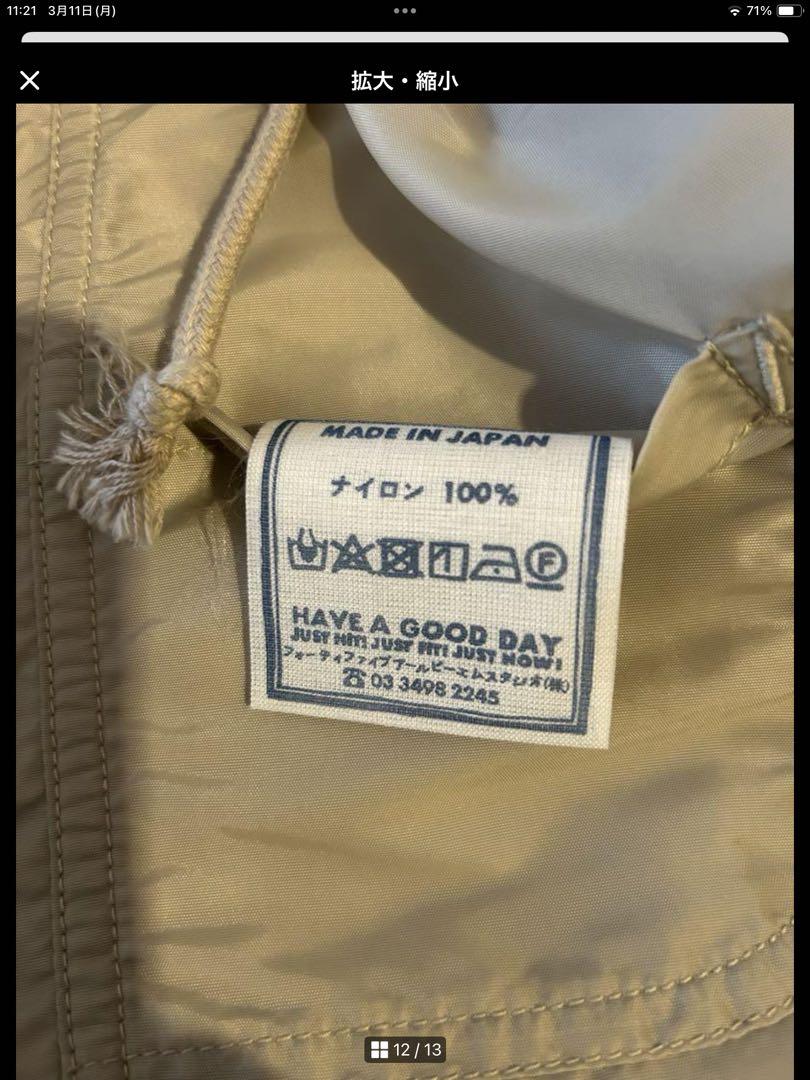 11:21 3月11日(月)
71%
拡大・縮小
MADE IN JAPAN
ナイロン 100%
F
HAVE A GOOD DAY
JUST HIT! JUST FIT! JUST NOW!
フォーティファイブアールピーエムスタジオ(株)
☎ 03 3498 2245
12 / 13